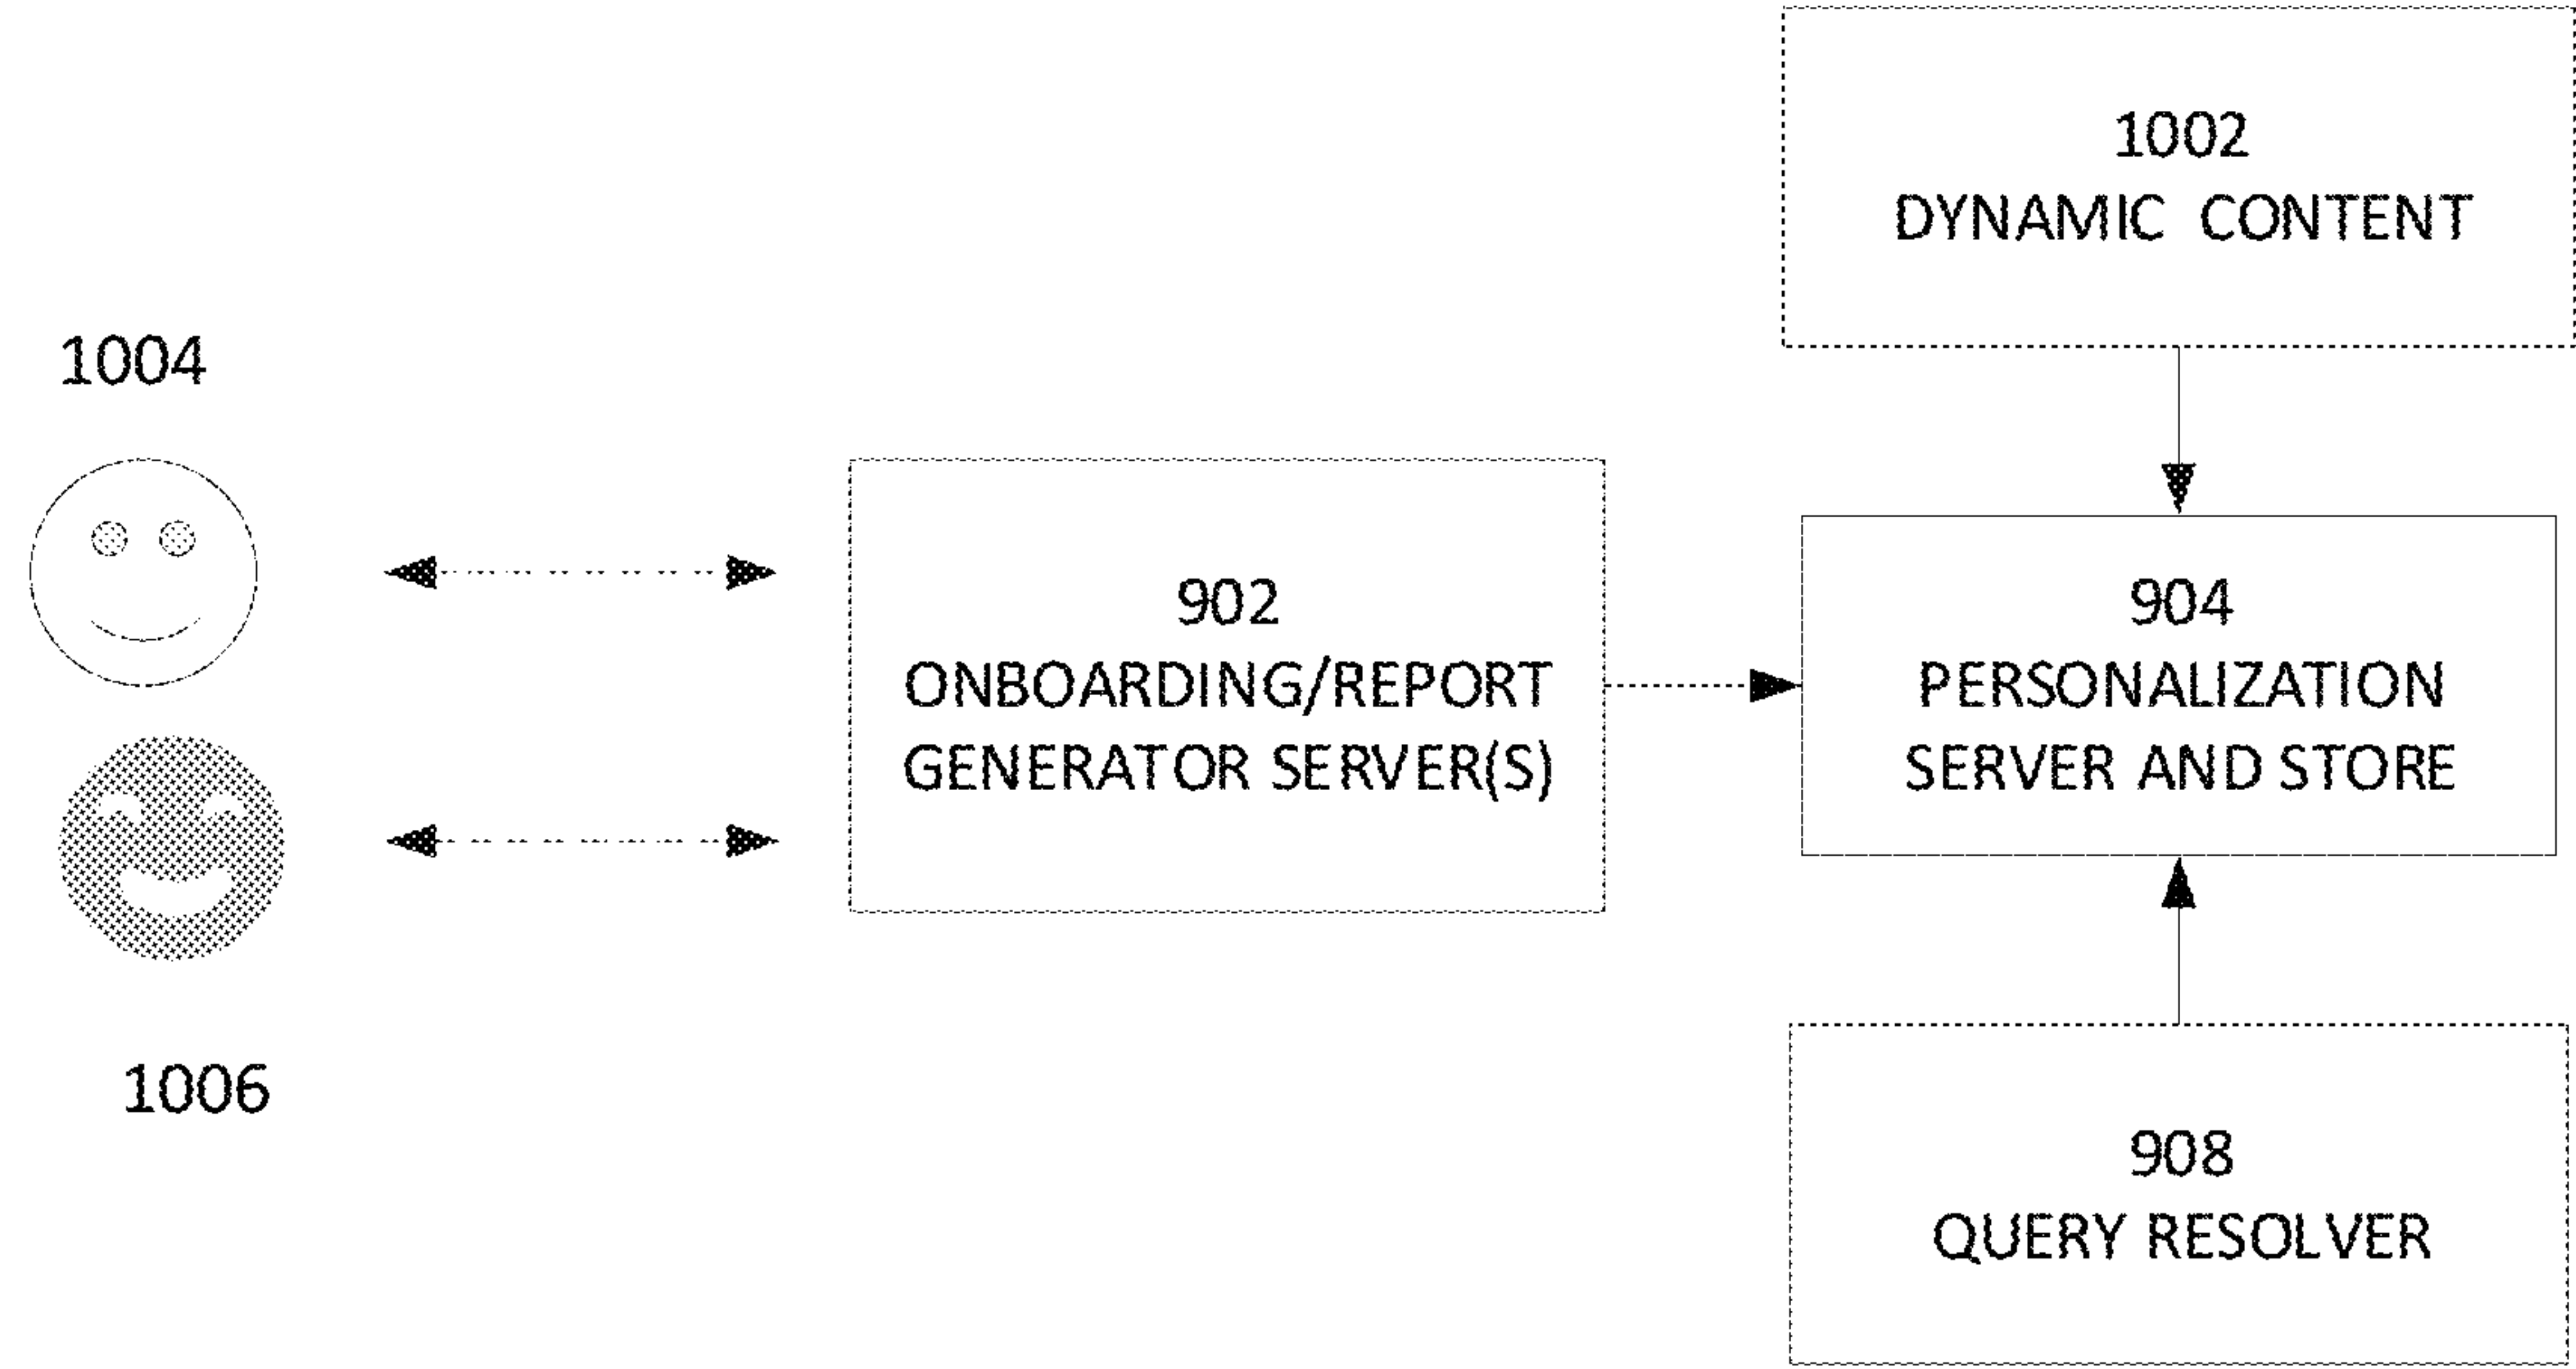 1002
DYNAMIC CONTENT
1004
902
ONBOARDING/REPORT
GENERATOR SERVER(S)
904
PERSONALIZATION
SERVER AND STORE
1006
908
QUERY RESOLVER